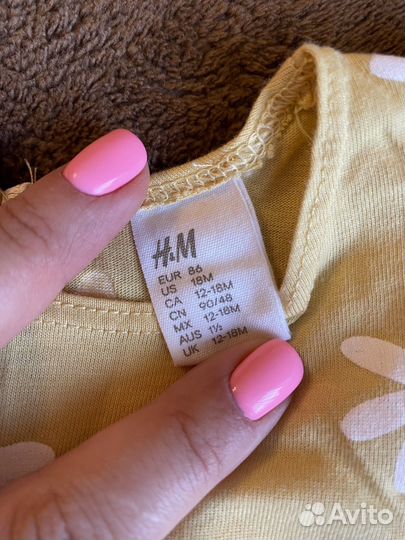 H&M
EUR 86
US 18M
CA 12-18M
CN 90/48
MX 12-18M
AUS 1½
UK 12-18M
Avito